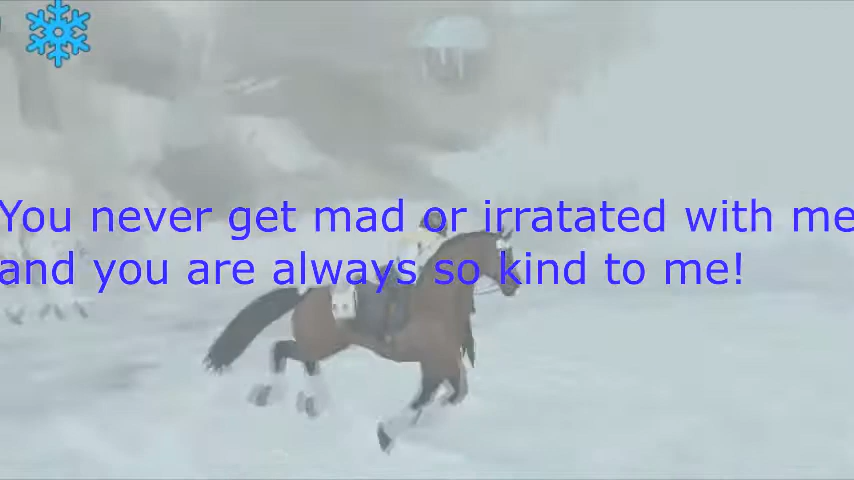 You never get mad or irratated with me
and you are always so kind to me!